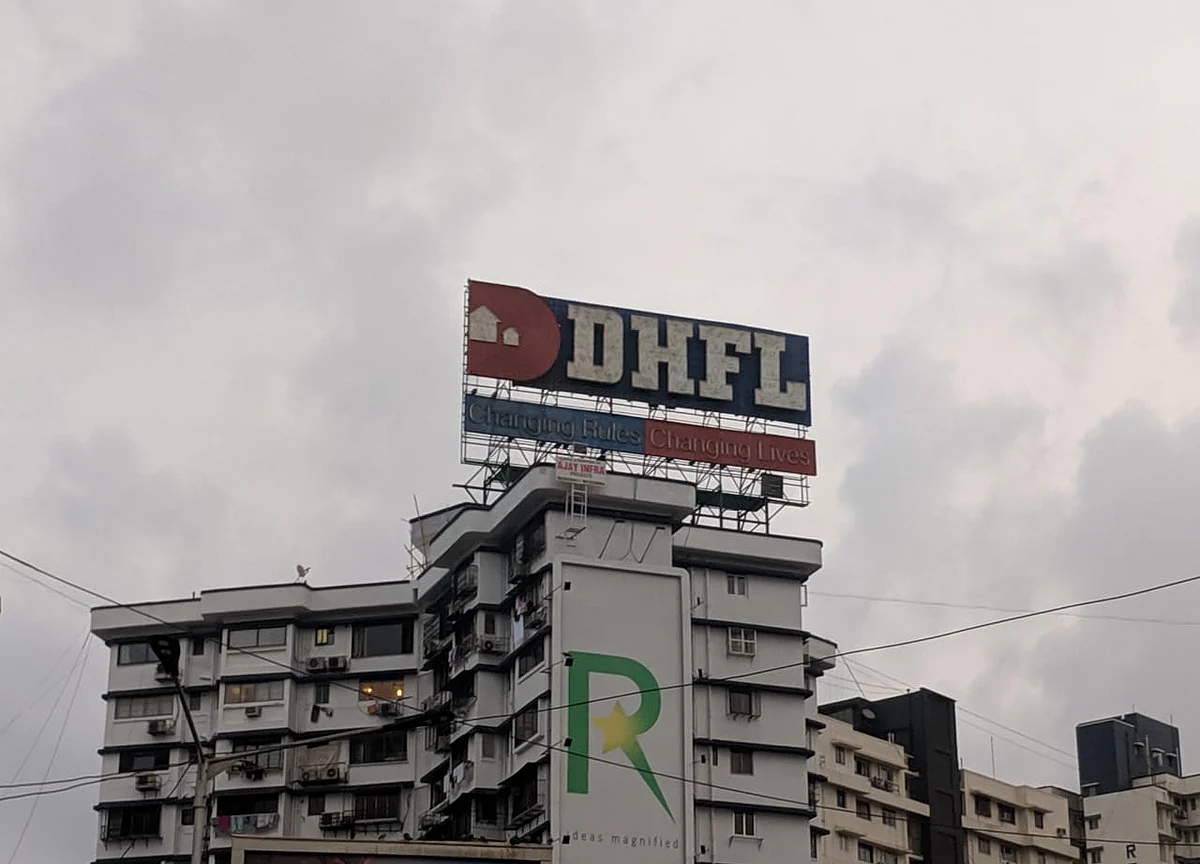 DHFL
Changing Rules Changing Lives
AJAY INFRA
R
deas magnified
R